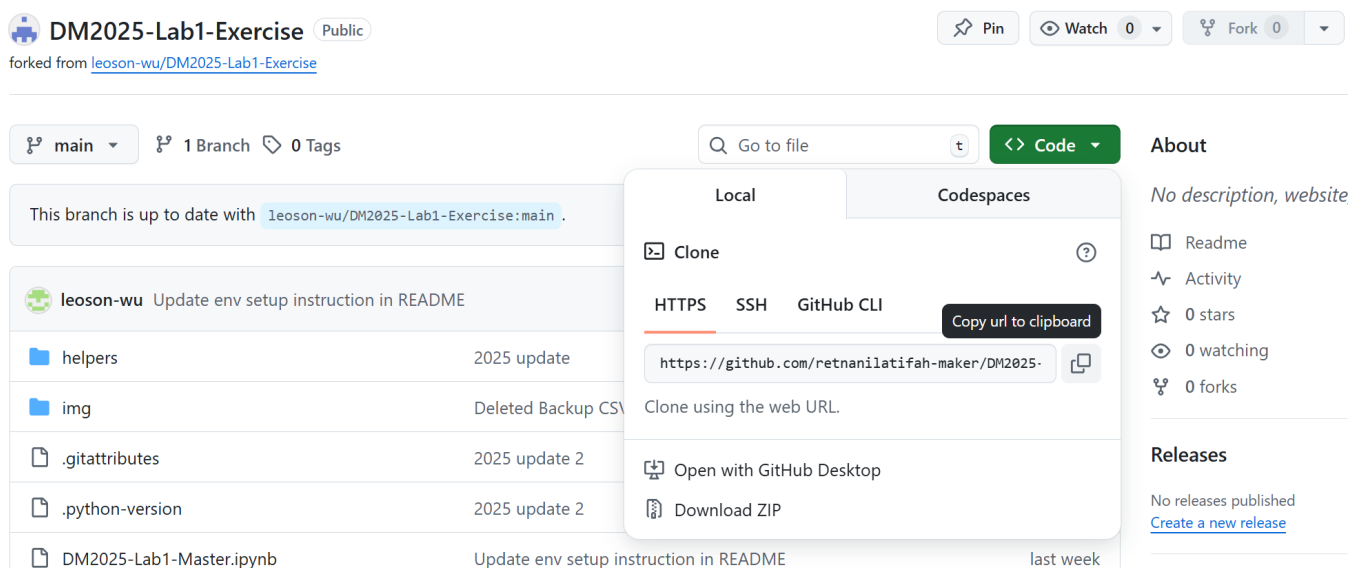 DM2025-Lab1-Exercise Public Pin Watch 0 Fork 0
forked from leoson-wu/DM2025-Lab1-Exercise
main 1 Branch 0 Tags Go to file t Code
This branch is up to date with leoson-wu/DM2025-Lab1-Exercise:main .
leoson-wu Update env setup instruction in README
helpers 2025 update
img Deleted Backup CSV
.gitattributes 2025 update 2
.python-version 2025 update 2
DM2025-Lab1-Master.ipynb Update env setup instruction in README last week
Local Codespaces
Clone
HTTPS SSH GitHub CLI
Copy url to clipboard
https://github.com/retnanilatifah-maker/DM2025-
Clone using the web URL.
Open with GitHub Desktop
Download ZIP
About
No description, website,
Readme
Activity
0 stars
0 watching
0 forks
Releases
No releases published
Create a new release